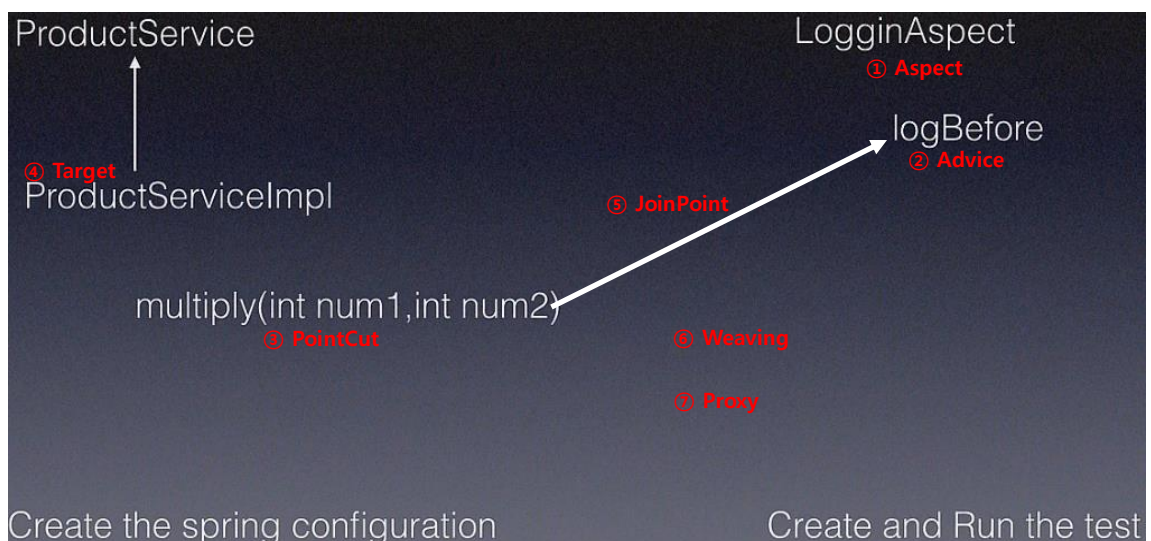 ProductService
LogginAspect
① Aspect
logBefore
② Advice
④ Target
ProductServiceImpl
⑤ JoinPoint
multiply(int num1,int num2)
③ PointCut
⑥ Weaving
⑦ Proxy
Create the spring configuration
Create and Run the test